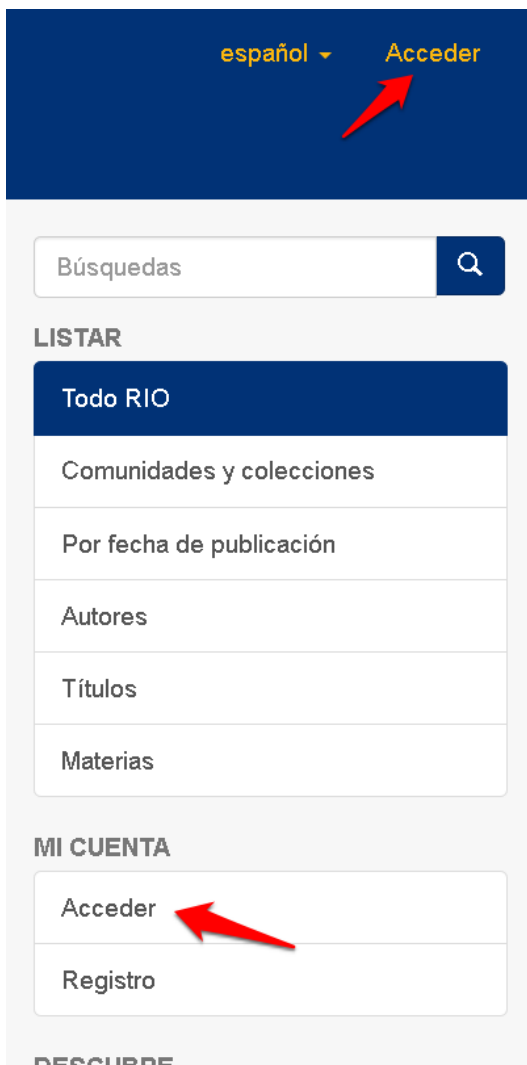 español Acceder
Búsquedas
LISTAR
Todo RIO
Comunidades y colecciones
Por fecha de publicación
Autores
Títulos
Materias
MI CUENTA
Acceder
Registro
DESCUBRE